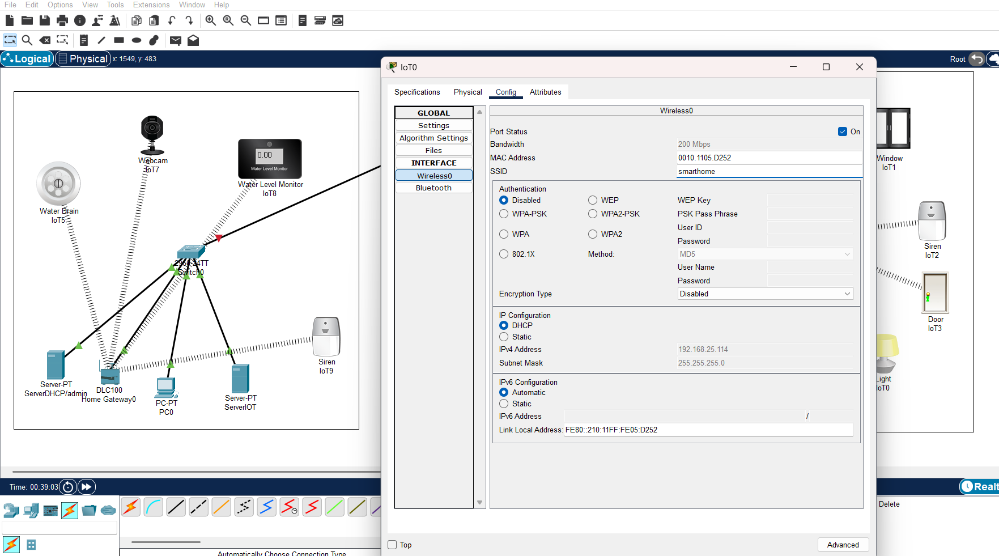 File Edit Options View Tools Extensions Window Help
Logical Physical x: 1549, y: 483
Root
Webcam
IoT7
0.00
Water Level Monitor
Water Level Monitor
IoT8
Water Drain
IoT5
2960-24TT
Switch0
Siren
IoT9
Server-PT
ServerDHCP/admin
DLC100
Home Gateway0
PC-PT
PC0
Server-PT
ServerIOT
IoT0
Specifications Physical Config Attributes
GLOBAL
Settings
Algorithm Settings
Files
INTERFACE
Wireless0
Bluetooth
Wireless0
Port Status On
Bandwidth 200 Mbps
MAC Address 0010.1105.D252
SSID smarthome
Authentication
Disabled WEP WEP Key
WPA-PSK WPA2-PSK PSK Pass Phrase
User ID
WPA WPA2
Password
802.1X Method: MD5
User Name
Password
Encryption Type Disabled
IP Configuration
DHCP
Static
IPv4 Address 192.168.25.114
Subnet Mask 255.255.255.0
IPv6 Configuration
Automatic
Static
IPv6 Address /
Link Local Address: FE80::210:11FF:FE05:D252
Top Advanced
Window
IoT1
Siren
IoT2
Door
IoT3
Light
IoT0
Time: 00:39:03
Realt
Delete
Automatically Choose Connection Type